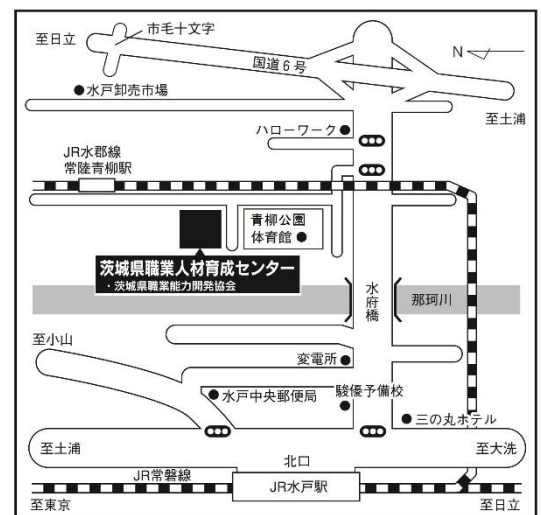 市毛十文字
至日立
国道6号
N
水戸卸売市場
至土浦
ハローワーク
JR水郡線
常陸青柳駅
青柳公園
体育館
茨城県職業人材育成センター
・茨城県職業能力開発協会
水府橋
那珂川
至小山
変電所
水戸中央郵便局
駿優予備校
三の丸ホテル
至土浦
至大洗
北口
JR常磐線
JR水戸駅
至東京
至日立